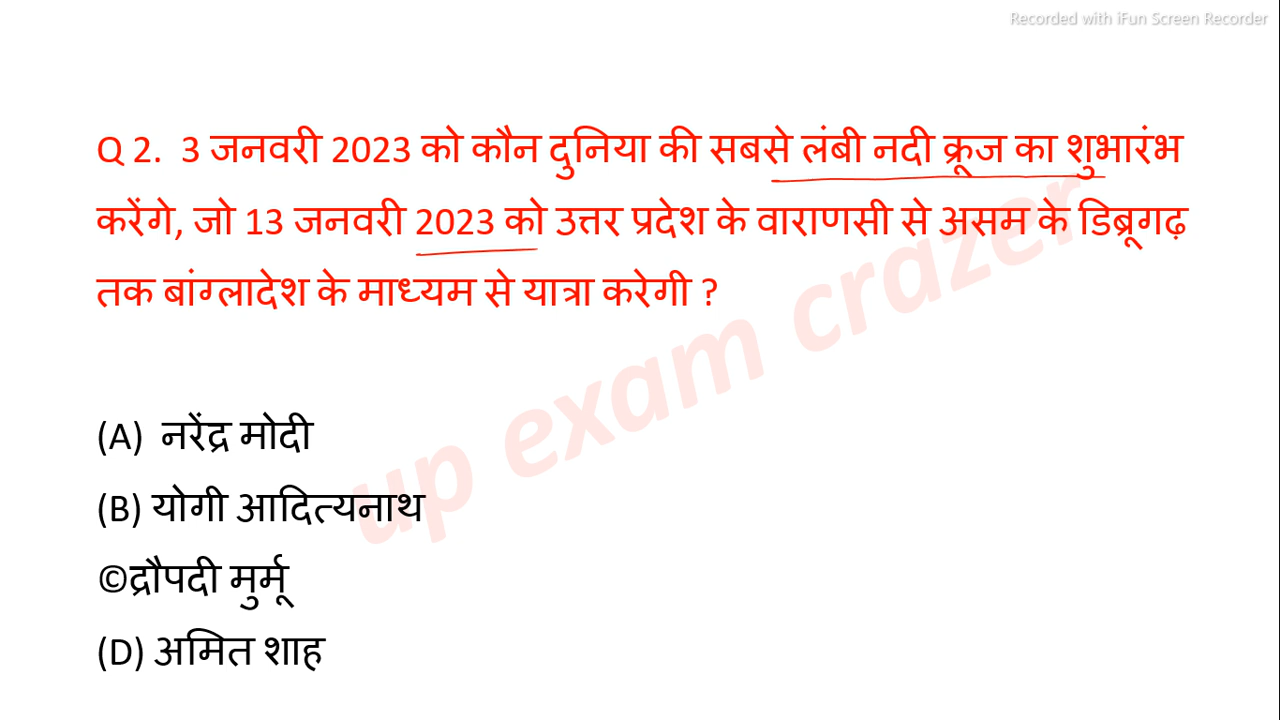 Recorded with iFun Screen Recorder
Q 2. 3 जनवरी 2023 को कौन दुनिया की सबसे लंबी नदी क्रूज का शुभारंभ
करेंगे, जो 13 जनवरी 2023 को उत्तर प्रदेश के वाराणसी से असम के डिब्रूगढ़
तक बांग्लादेश के माध्यम से यात्रा करेगी ?
up exam crazer
(A) नरेंद्र मोदी
(B) योगी आदित्यनाथ
©द्रौपदी मुर्मू
(D) अमित शाह